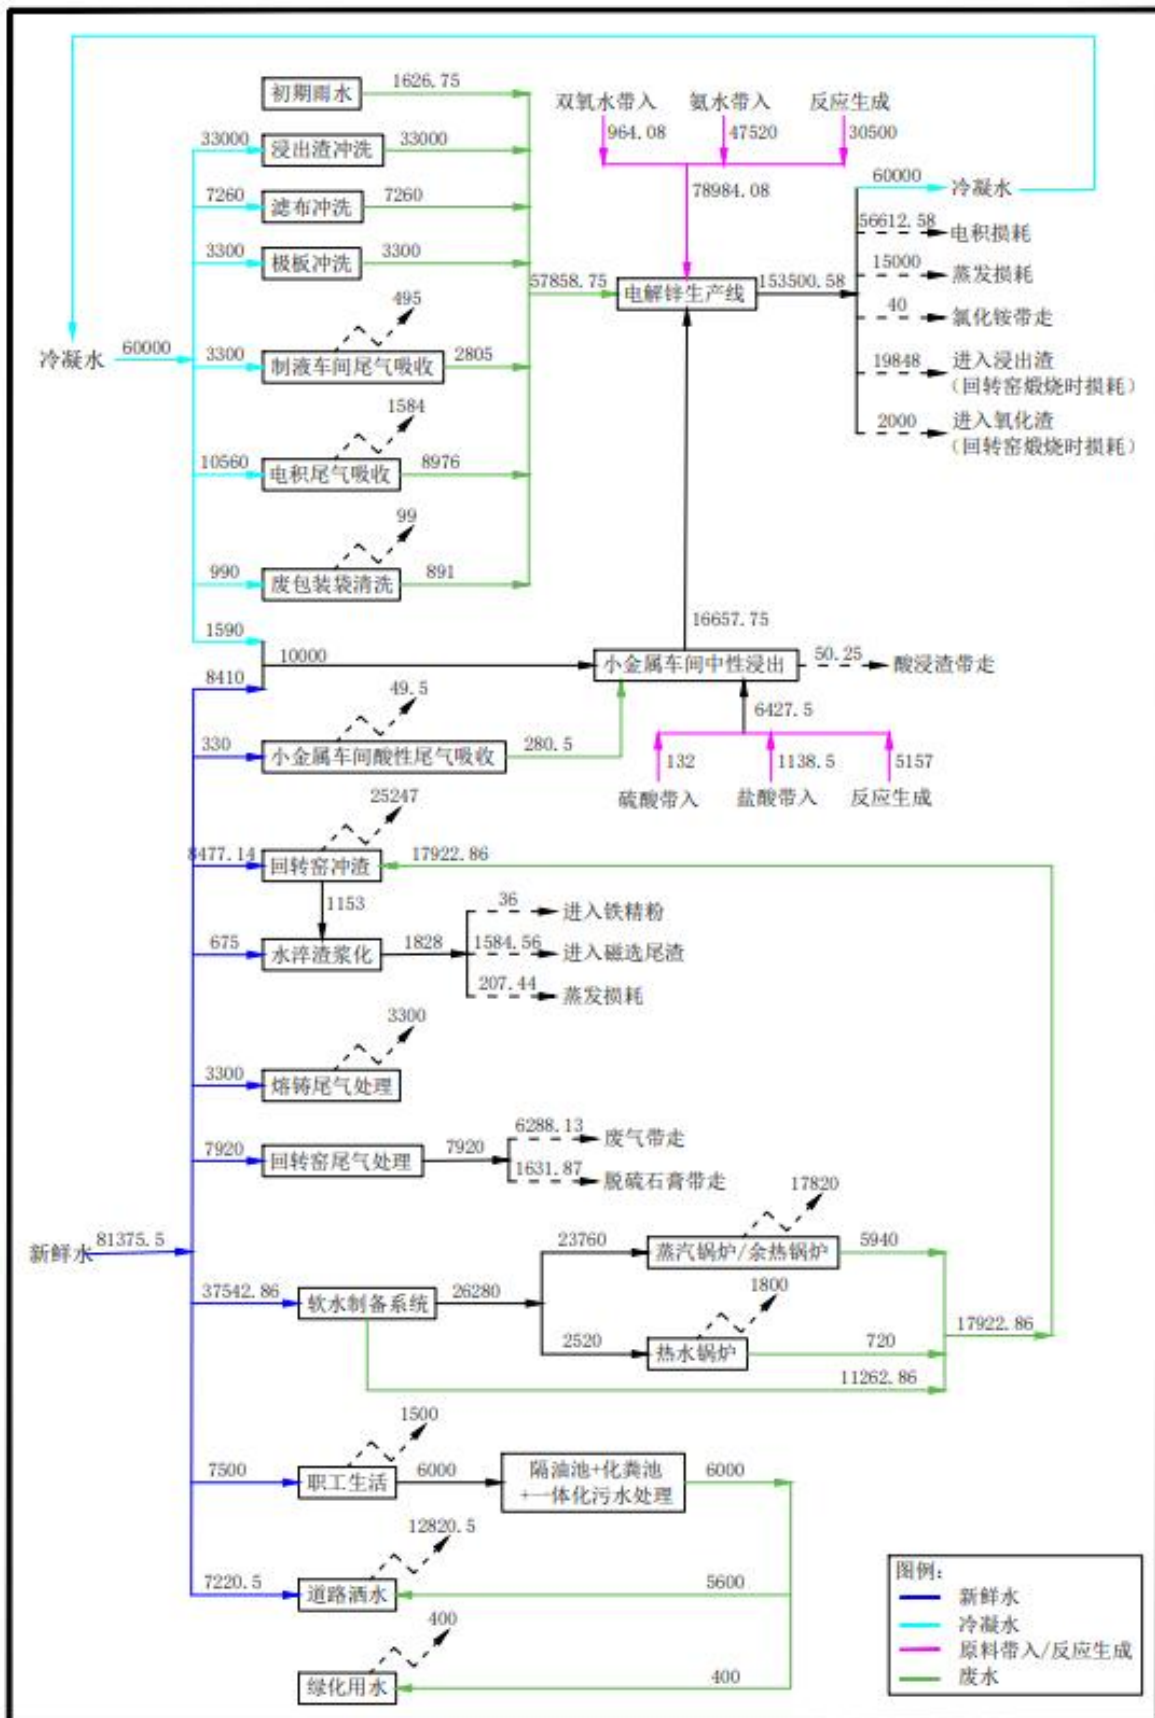 初期雨水
1626.75
双氧水带入
氨水带入
反应生成
964.08
47520
30500
33000
浸出渣冲洗
33000
78984.08
60000
冷凝水
7260
滤布冲洗
7260
56612.58
电积损耗
3300
极板冲洗
3300
57858.75
电解锌生产线
153500.58
15000
蒸发损耗
40
氯化铵带走
495
冷凝水
60000
3300
制液车间尾气吸收
2805
19848
进入浸出渣
(回转窑煅烧时损耗)
1584
2000
进入氧化渣
(回转窑煅烧时损耗)
10560
电积尾气吸收
8976
99
990
废包装袋清洗
891
16657.75
1590
10000
小金属车间中性浸出
50.25
酸浸渣带走
8410
49.5
6427.5
330
小金属车间酸性尾气吸收
280.5
132
1138.5
5157
硫酸带入
盐酸带入
反应生成
25247
8477.14
回转窑冲渣
17922.86
1153
36
进入铁精粉
675
水淬渣浆化
1828
1584.56
进入磁选尾渣
207.44
蒸发损耗
3300
3300
熔铸尾气处理
6288.13
废气带走
7920
回转窑尾气处理
7920
1631.87
脱硫石膏带走
17820
新鲜水
81375.5
23760
蒸汽锅炉/余热锅炉
5940
37542.86
软水制备系统
26280
1800
17922.86
2520
热水锅炉
720
11262.86
1500
7500
职工生活
6000
隔油池+化粪池
+一体化污水处理
6000
12820.5
7220.5
道路洒水
5600
400
绿化用水
400
图例：
新鲜水
冷凝水
原料带入/反应生成
废水